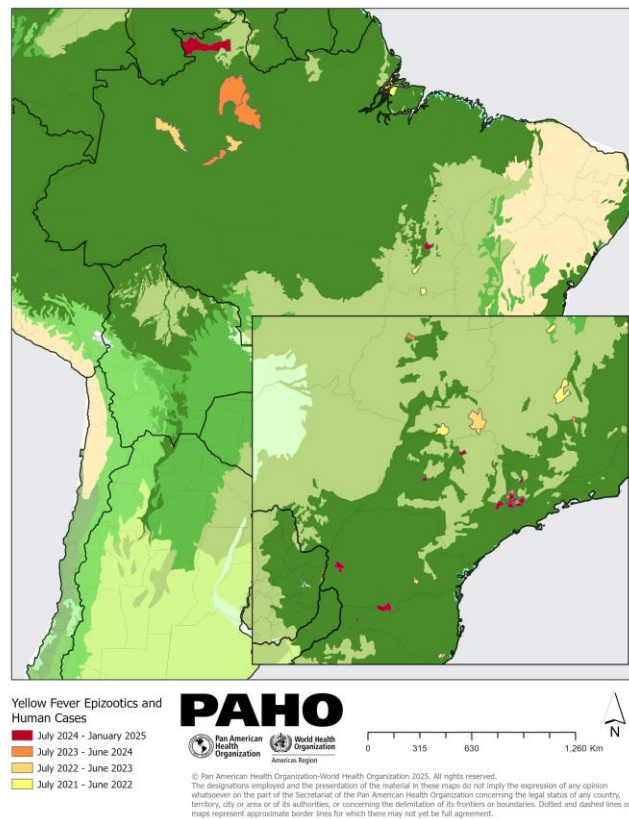 Yellow Fever Epizootics and
Human Cases
July 2024 - January 2025
July 2023 - June 2024
July 2022 - June 2023
July 2021 - June 2022
PAHO
Pan American
Health
Organization
World Health
Organization
Americas Region
N
0 315 630 1,260 Km
© Pan American Health Organization-World Health Organization 2025. All rights reserved.
The designations employed and the presentation of the material in these maps do not imply the expression of any opinion
whatsoever on the part of the Secretariat of the Pan American Health Organization concerning the legal status of any country,
territory, city or area or of its authorities, or concerning the delimitation of its frontiers or boundaries. Dotted and dashed lines on
maps represent approximate border lines for which there may not yet be full agreement.